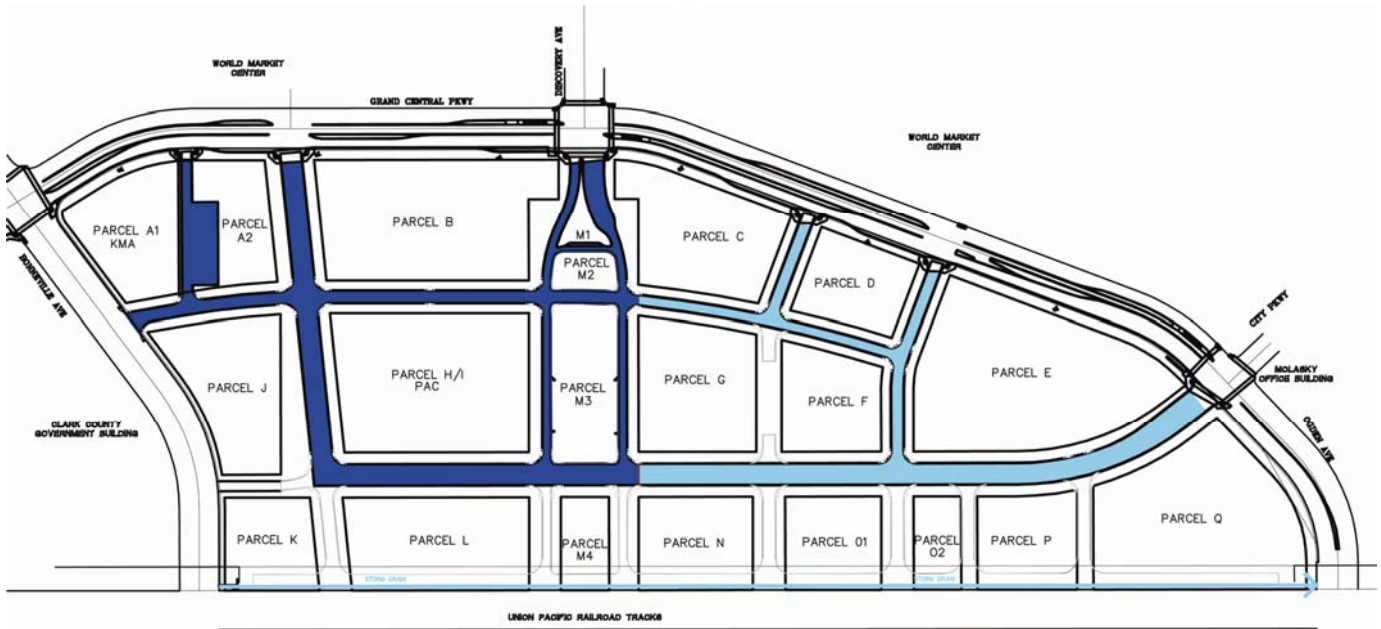 DISCOVERY AVE
WORLD MARKET
CENTER
GRAND CENTRAL PKWY
WORLD MARKET
CENTER
PARCEL A1
KMA
PARCEL
A2
PARCEL B
M1
PARCEL
M2
PARCEL C
PARCEL D
BONNEVILLE AVE
CITY PKWY
MOLASKY
OFFICE BUILDING
PARCEL J
PARCEL H/I
PAC
PARCEL
M3
PARCEL G
PARCEL F
PARCEL E
OGDEN AVE
CLARK COUNTY
GOVERNMENT BUILDING
PARCEL K
PARCEL L
PARCEL
M4
PARCEL N
PARCEL O1
PARCEL
O2
PARCEL P
PARCEL Q
STORM DRAIN
STORM DRAIN
UNION PACIFIC RAILROAD TRACKS